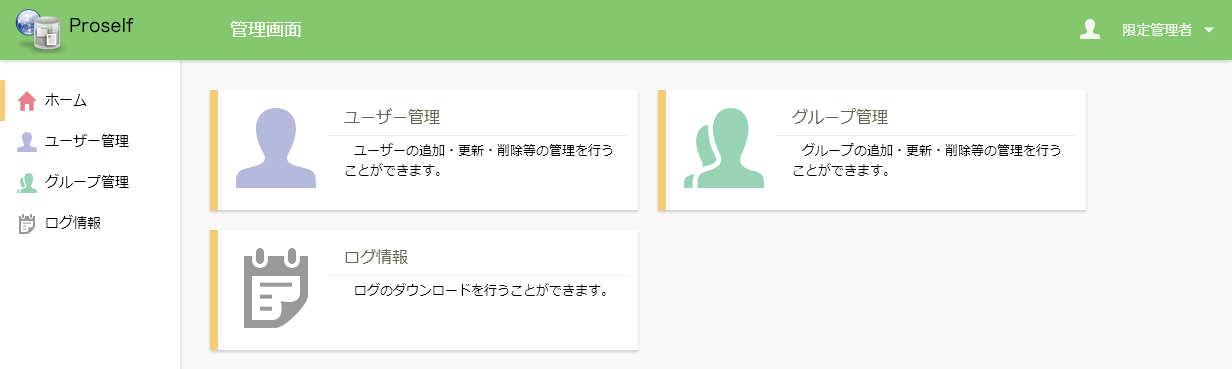 Proself
管理画面
限定管理者
ホーム
ユーザー管理
グループ管理
ログ情報
ユーザー管理
ユーザーの追加・更新・削除等の管理を行う
ことができます。
グループ管理
グループの追加・更新・削除等の管理を行う
ことができます。
ログ情報
ログのダウンロードを行うことができます。